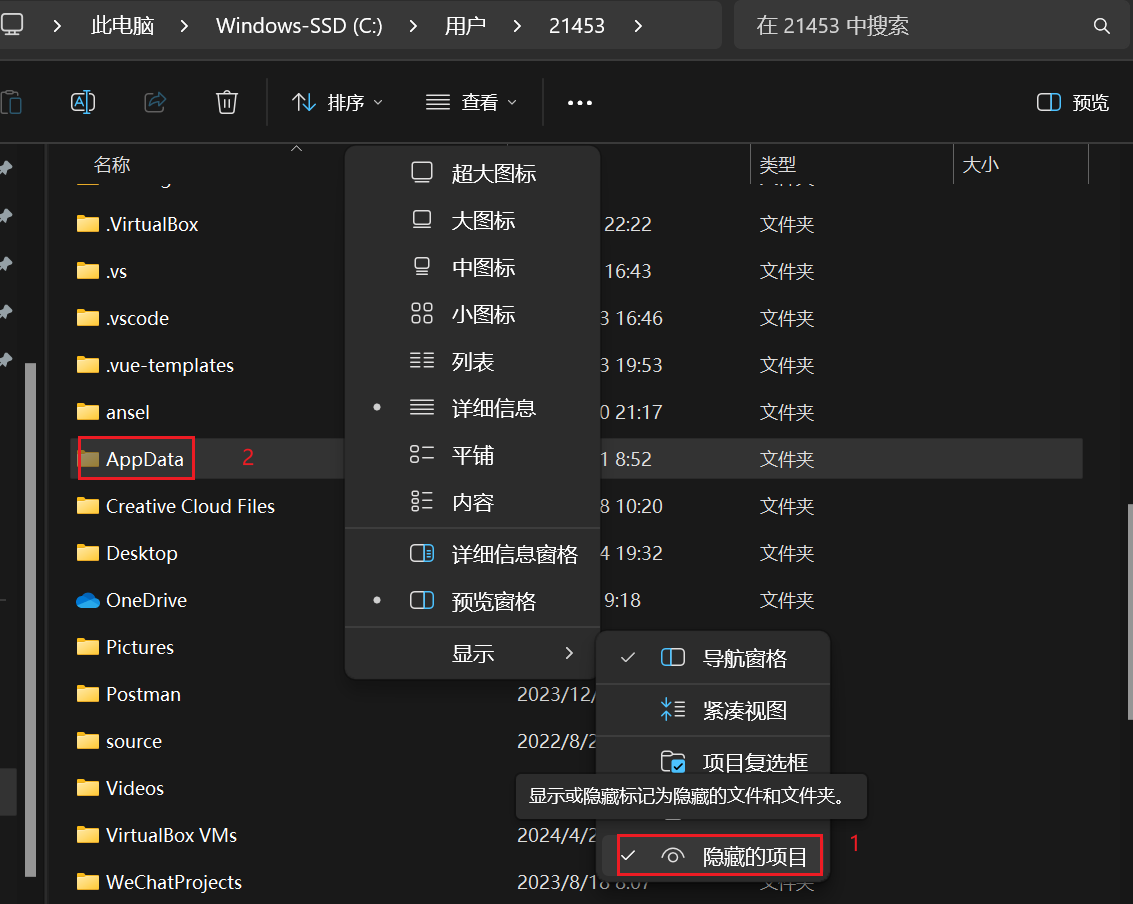 此电脑 Windows-SSD (C:) 用户 21453
在 21453 中搜索
排序 查看 预览
名称 类型 大小
.VirtualBox 22:22 文件夹
.vs 16:43 文件夹
.vscode 3 16:46 文件夹
.vue-templates 3 19:53 文件夹
ansel 0 21:17 文件夹
AppData 2 1 8:52 文件夹
Creative Cloud Files 8 10:20 文件夹
Desktop 4 19:32 文件夹
OneDrive 9:18 文件夹
Pictures
Postman 2023/12/
source 2022/8/2
Videos
VirtualBox VMs 2024/4/2
WeChatProjects 2023/8/18 8:07 文件夹
超大图标
大图标
中图标
小图标
列表
详细信息
平铺
内容
详细信息窗格
预览窗格
显示
导航窗格
紧凑视图
项目复选框
显示或隐藏标记为隐藏的文件和文件夹。
隐藏的项目 1